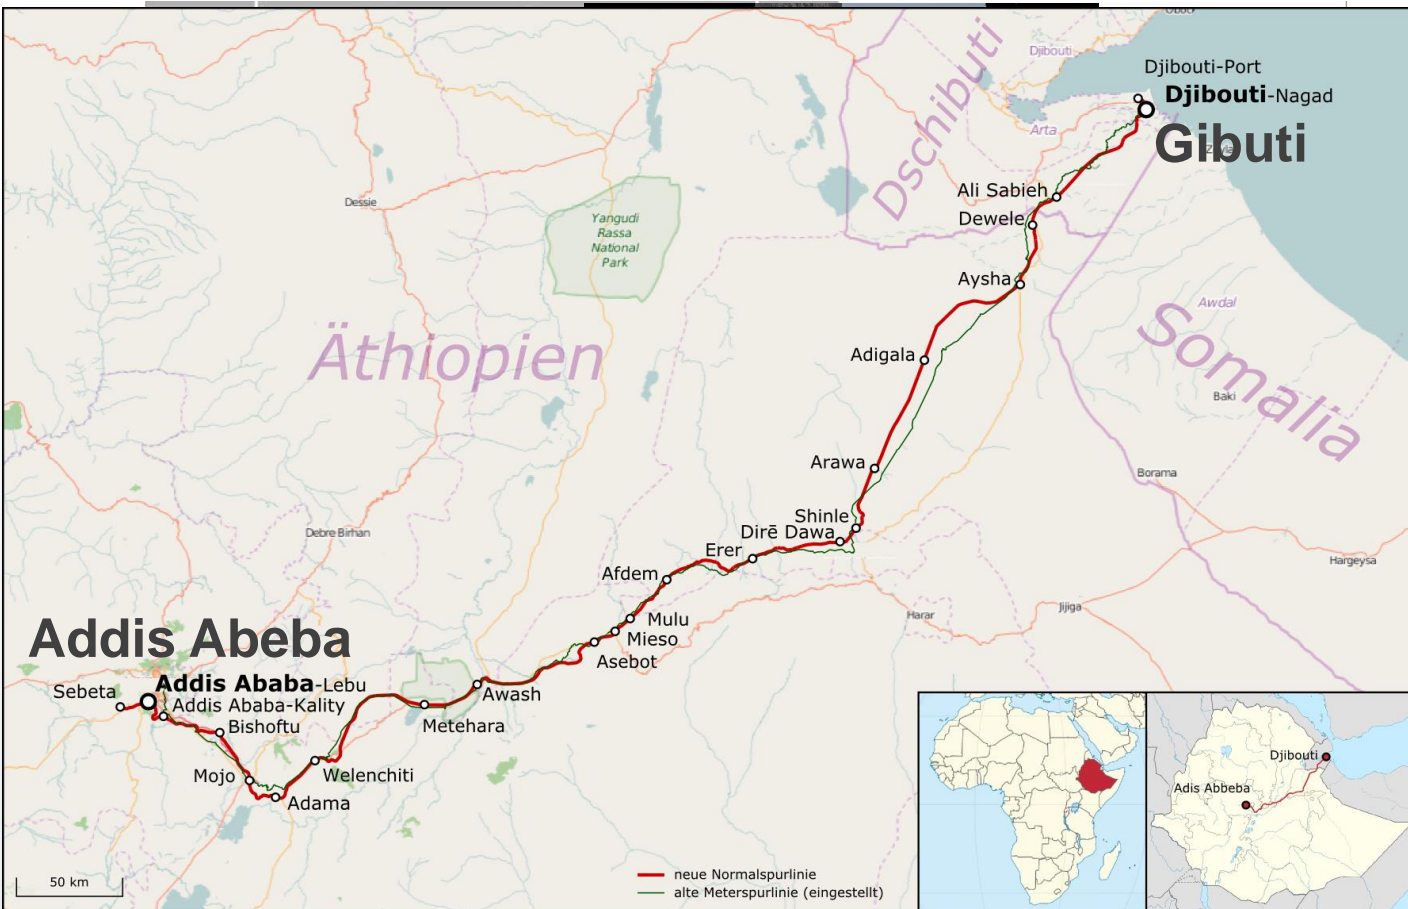 Obock
Djibouti
Djibouti-Port
Djibouti-Nagad
Gibuti
Dschibuti
Arta
Ali Sabieh
Dewele
Dessie
Yangudi
Rassa
National
Park
Aysha
Awdal
Somalia
Äthiopien
Adigala
Baki
Arawa
Borama
Shinle
Dirē Dawa
Debre Birhan
Erer
Hargeysa
Afdem
Jijiga
Harar
Mulu
Mieso
Addis Abeba
Asebot
Addis Ababa-Lebu
Sebeta
Awash
Addis Ababa-Kality
Bishoftu
Metehara
Mojo
Welenchiti
Adama
Djibouti
Adis Abbeba
50 km
neue Normalspurlinie
alte Meterspurlinie (eingestellt)